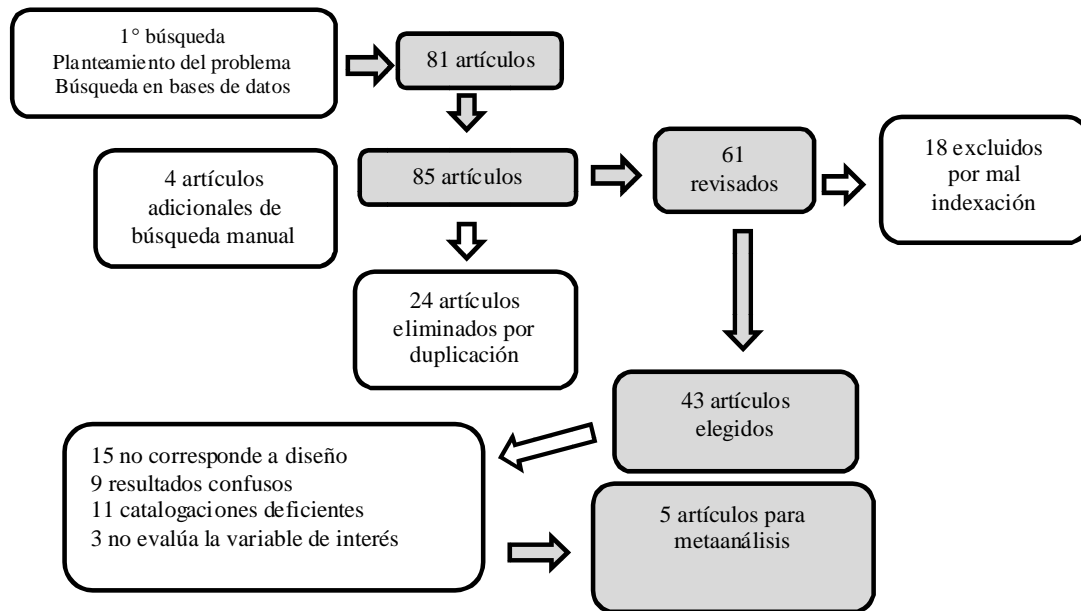 1° búsqueda
Planteamiento del problema
Búsqueda en bases de datos
81 artículos
4 artículos
adicionales de
búsqueda manual
85 artículos
61
revisados
18 excluidos
por mal
indexación
24 artículos
eliminados por
duplicación
43 artículos
elegidos
15 no corresponde a diseño
9 resultados confusos
11 catalogaciones deficientes
3 no evalúa la variable de interés
5 artículos para
metaanálisis